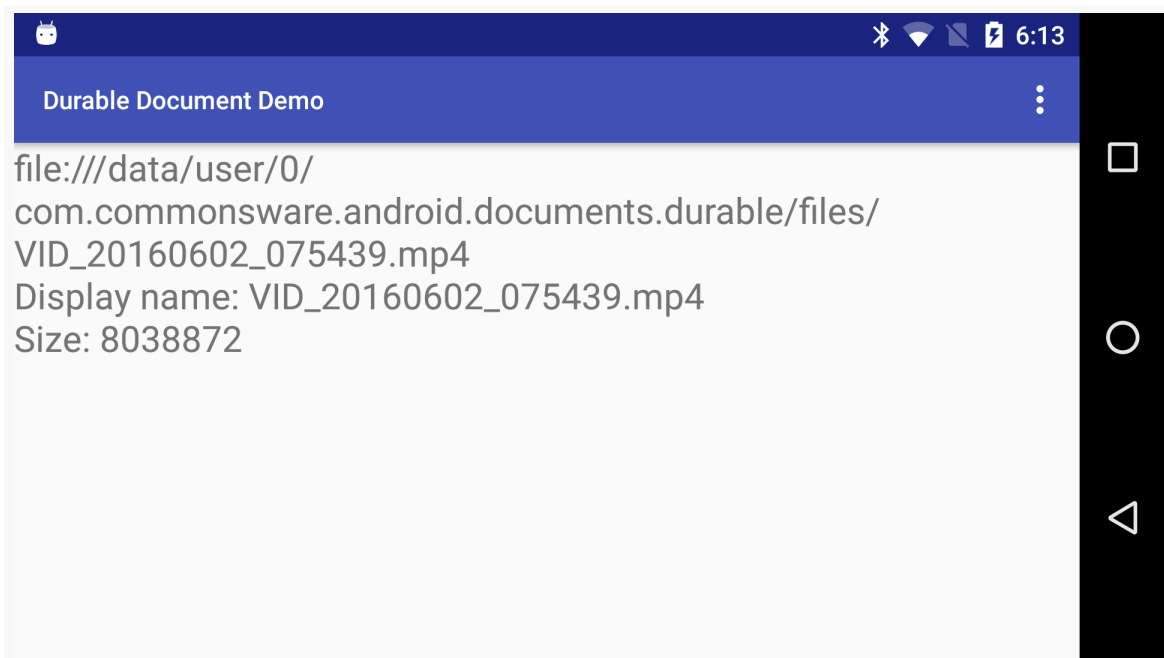 6:13
Durable Document Demo
file:///data/user/0/
com.commonsware.android.documents.durable/files/
VID_20160602_075439.mp4
Display name: VID_20160602_075439.mp4
Size: 8038872